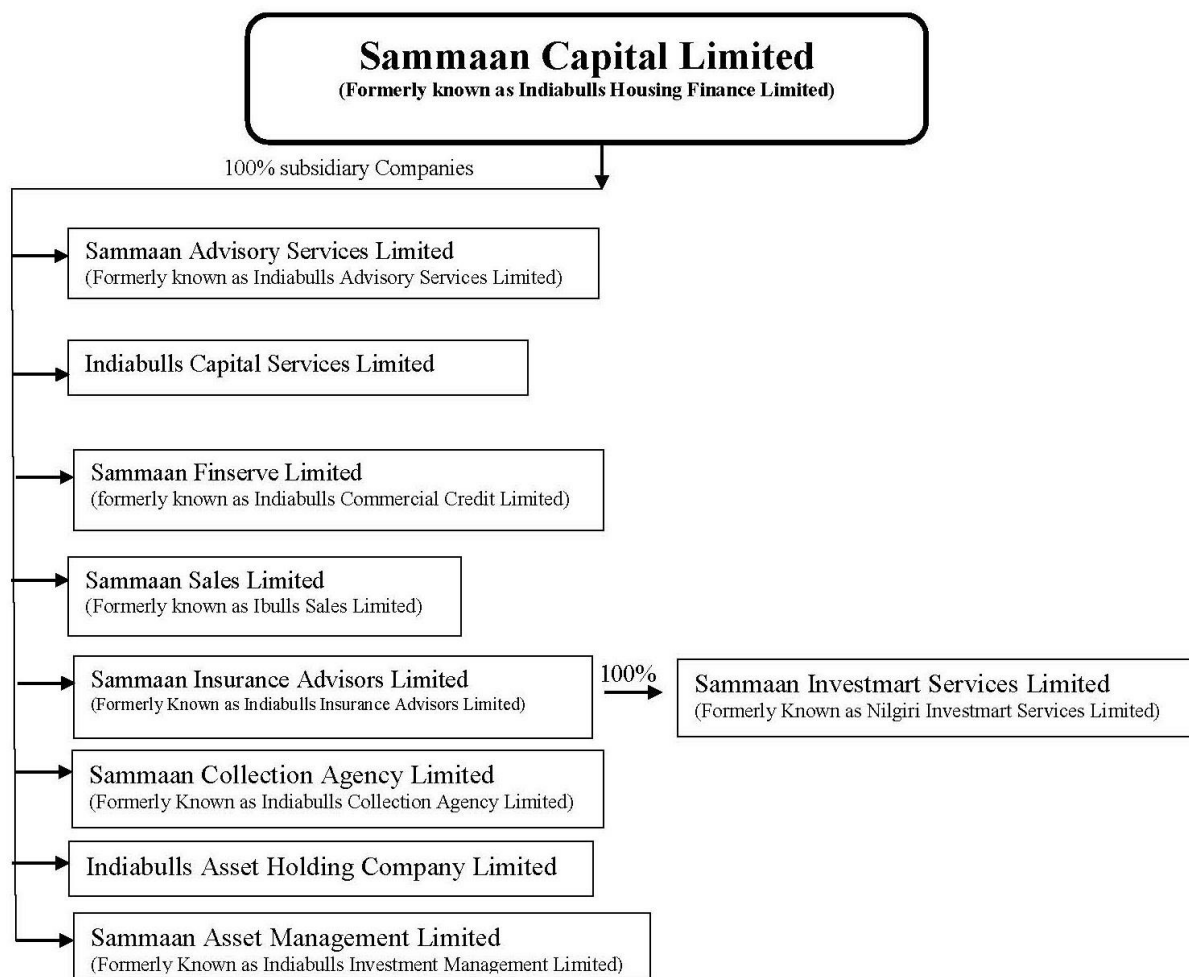 Sammaan Capital Limited
(Formerly known as Indiabulls Housing Finance Limited)
100% subsidiary Companies
Sammaan Advisory Services Limited
(Formerly known as Indiabulls Advisory Services Limited)
Indiabulls Capital Services Limited
Sammaan Finserve Limited
(formerly known as Indiabulls Commercial Credit Limited)
Sammaan Sales Limited
(Formerly known as Ibulls Sales Limited)
Sammaan Insurance Advisors Limited
(Formerly Known as Indiabulls Insurance Advisors Limited)
100%
Sammaan Investmart Services Limited
(Formerly Known as Nilgiri Investmart Services Limited)
Sammaan Collection Agency Limited
(Formerly Known as Indiabulls Collection Agency Limited)
Indiabulls Asset Holding Company Limited
Sammaan Asset Management Limited
(Formerly Known as Indiabulls Investment Management Limited)